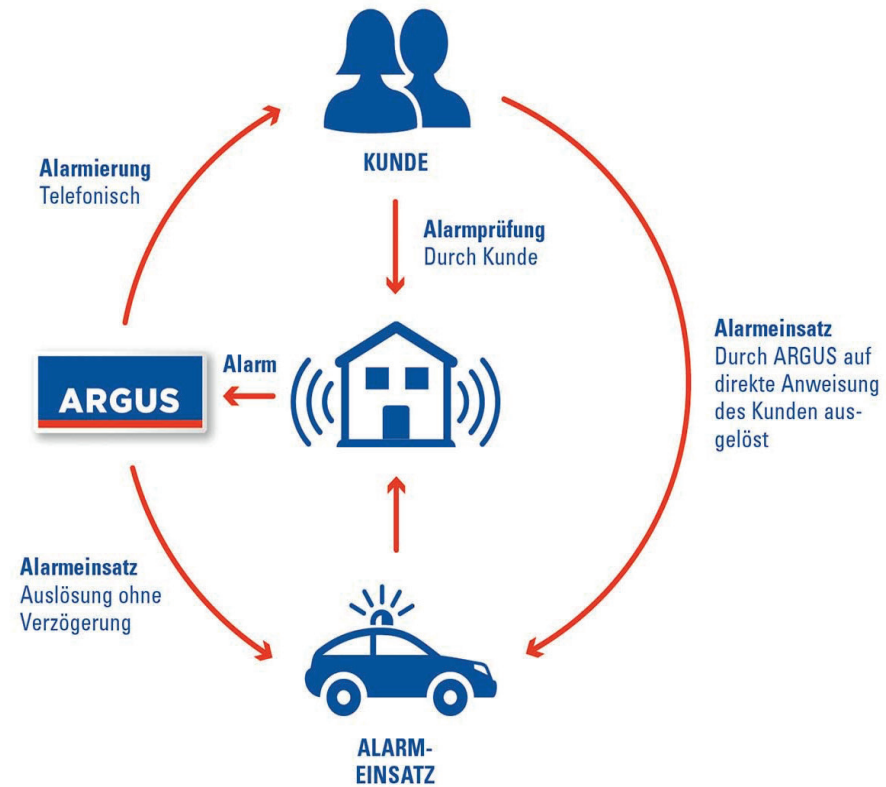 KUNDE
Alarmierung
Telefonisch
Alarmprüfung
Durch Kunde
Alarm
ARGUS
Alarmeinsatz
Durch ARGUS auf
direkte Anweisung
des Kunden aus-
gelöst
Alarmeinsatz
Auslösung ohne
Verzögerung
ALARM-
EINSATZ